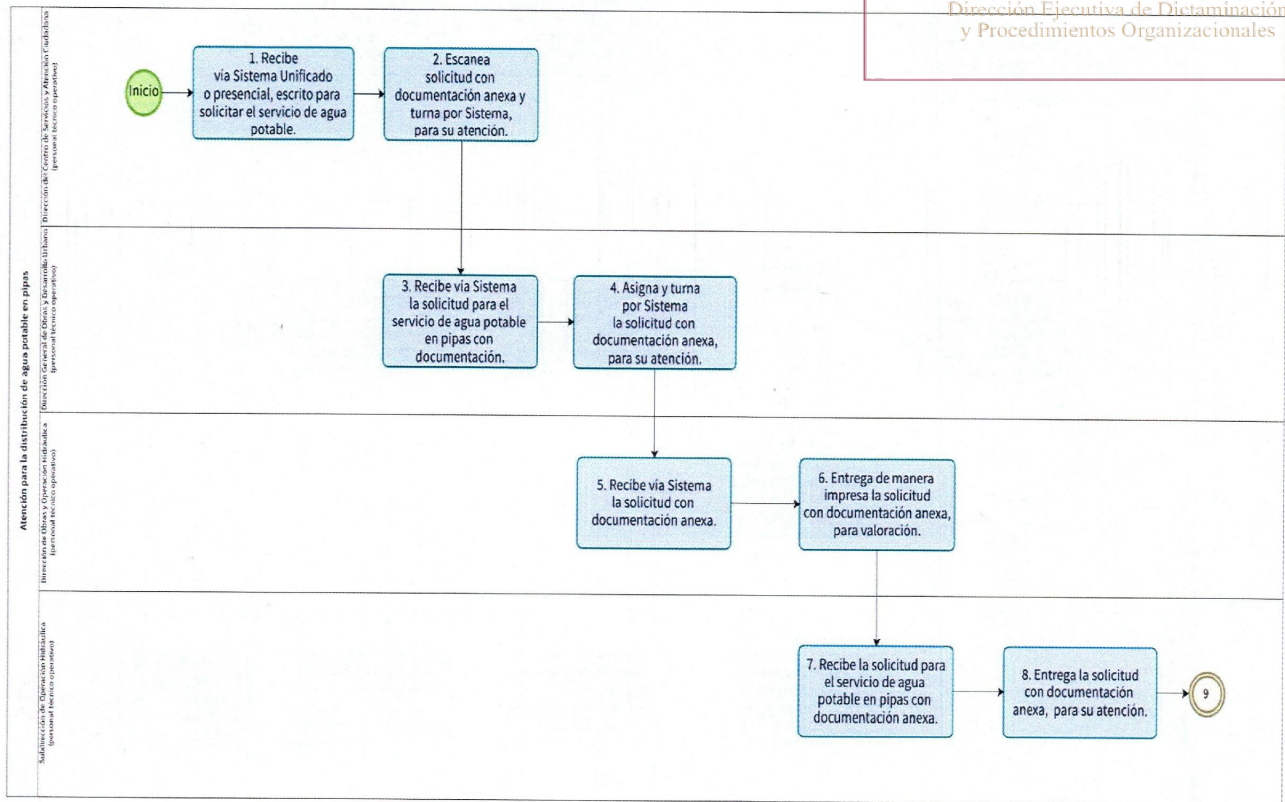 Dirección Ejecutiva de Dictaminación
y Procedimientos Organizacionales
Atención para la distribución de agua potable en pipas
Dirección del Centro de Servicios y Atención Ciudadana
(personal técnico operativo)
Inicio
1. Recibe
vía Sistema Unificado
o presencial, escrito para
solicitar el servicio de agua
potable.
2. Escanea
solicitud con
documentación anexa y
turna por Sistema,
para su atención.
Dirección General de Obras y Desarrollo Urbano
(personal técnico operativo)
3. Recibe vía Sistema
la solicitud para el
servicio de agua potable
en pipas con
documentación.
4. Asigna y turna
por Sistema
la solicitud con
documentación anexa,
para su atención.
Dirección de Obras y Operación Hidráulica
(personal técnico operativo)
5. Recibe vía Sistema
la solicitud con
documentación anexa.
6. Entrega de manera
impresa la solicitud
con documentación anexa,
para valoración.
Subdirección de Operación Hidráulica
(personal técnico operativo)
7. Recibe la solicitud para
el servicio de agua
potable en pipas con
documentación anexa.
8. Entrega la solicitud
con documentación
anexa, para su atención.
9